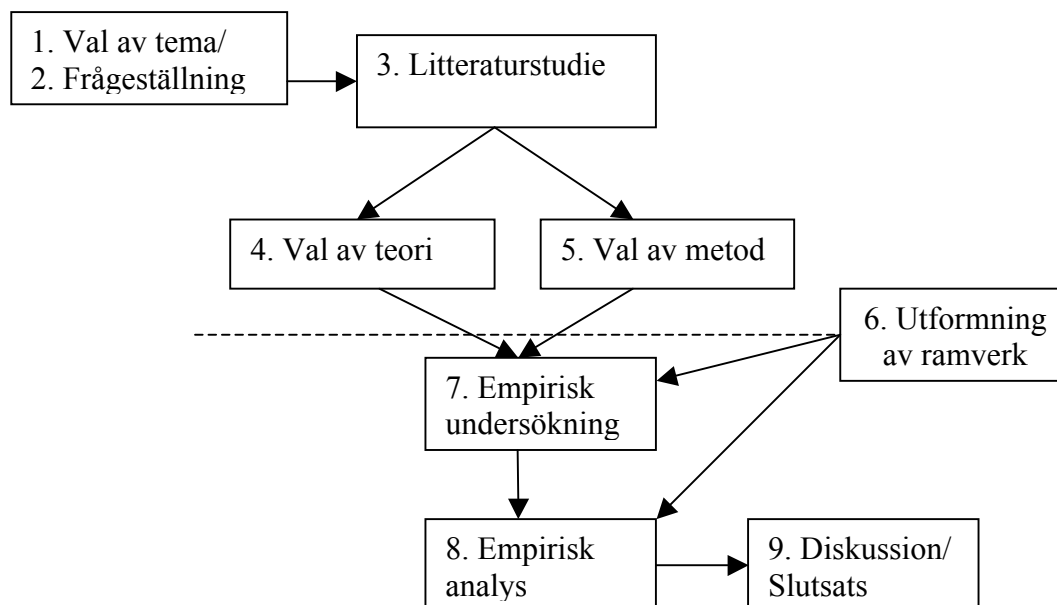 1. Val av tema/
2. Frågeställning
3. Litteraturstudie
4. Val av teori
5. Val av metod
6. Utformning
av ramverk
7. Empirisk
undersökning
8. Empirisk
analys
9. Diskussion/
Slutsats